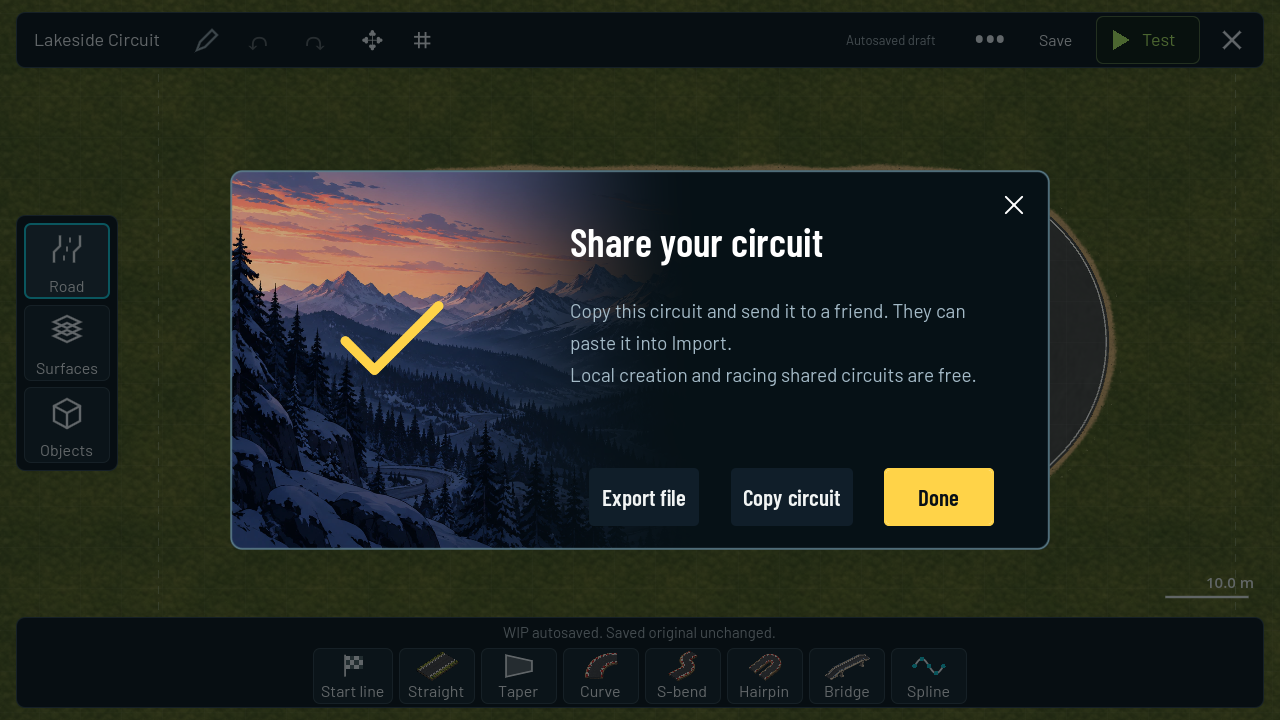 Lakeside Circuit
Autosaved draft
Save
Test
Road
Surfaces
Objects
Share your circuit
Copy this circuit and send it to a friend. They can
paste it into Import.
Local creation and racing shared circuits are free.
Export file
Copy circuit
Done
10.0 m
WIP autosaved. Saved original unchanged.
Start line
Straight
Taper
Curve
S-bend
Hairpin
Bridge
Spline